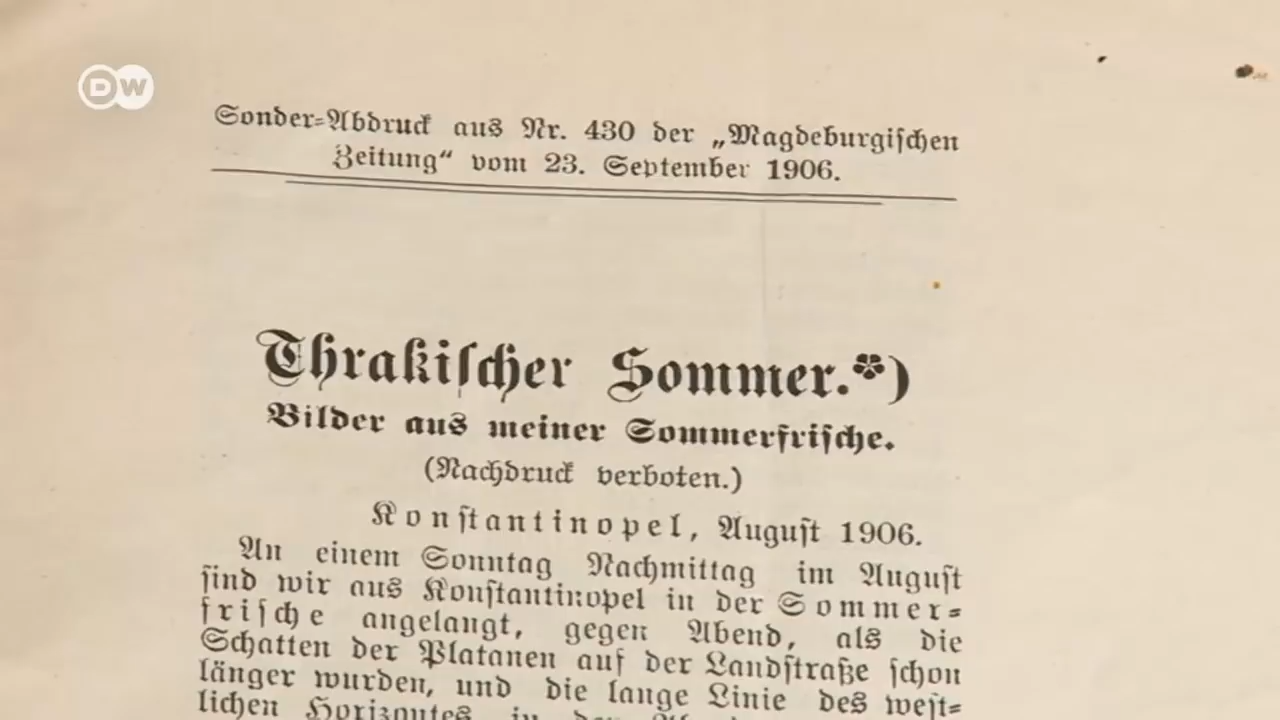 DW
Sonder-Abdruck aus Nr. 430 der „Magdeburgischen
Zeitung“ vom 23. September 1906.
Thrakischer Sommer.*)
Bilder aus meiner Sommerfrische.
(Nachdruck verboten.)
Konstantinopel, August 1906.
An einem Sonntag Nachmittag im August
sind wir aus Konstantinopel in der Sommer-
frische angelangt, gegen Abend, als die
Schatten der Platanen auf der Landstraße schon
länger wurden, und die lange Linie des west-
lichen Horizontes in